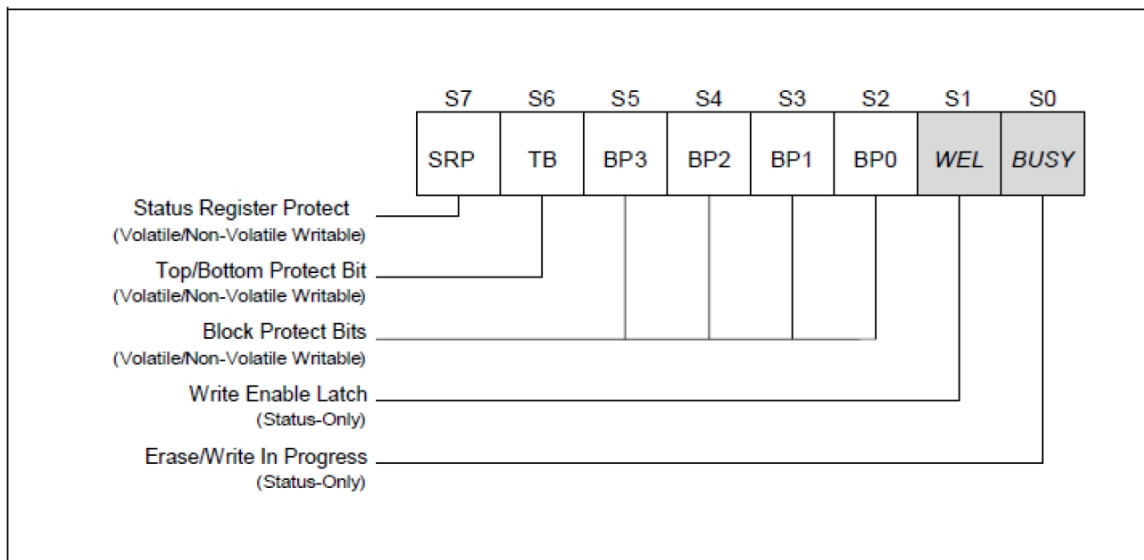 S7 S6 S5 S4 S3 S2 S1 S0
SRP TB BP3 BP2 BP1 BP0 WEL BUSY
Status Register Protect
(Volatile/Non-Volatile Writable)
Top/Bottom Protect Bit
(Volatile/Non-Volatile Writable)
Block Protect Bits
(Volatile/Non-Volatile Writable)
Write Enable Latch
(Status-Only)
Erase/Write In Progress
(Status-Only)